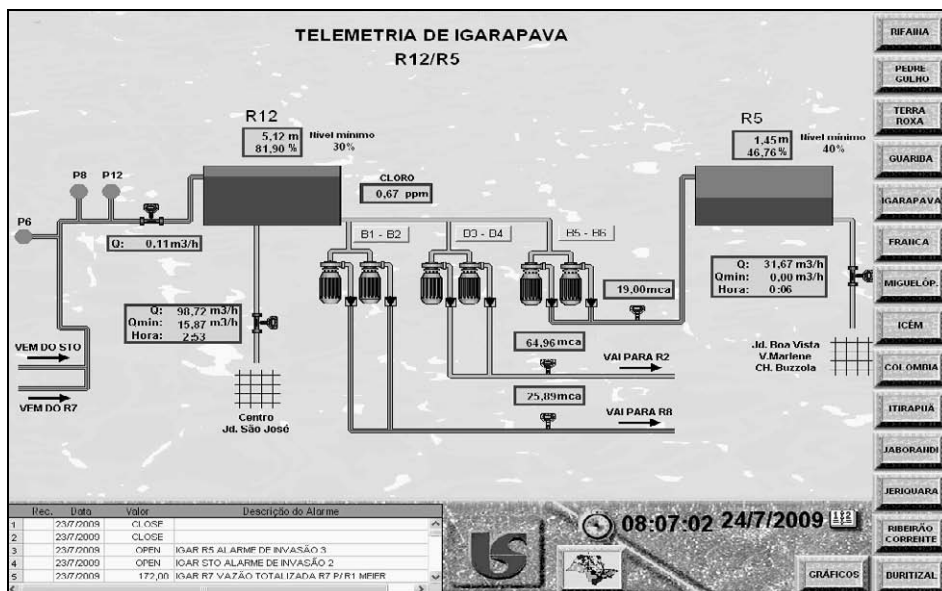 TELEMETRIA DE IGARAPAVA
R12/R5
R12
5,12 m
81,90 %
Nível mínimo
30%
CLORO
0,67 ppm
R5
1,45 m
46,76 %
Nível mínimo
40%
P8
P12
P6
Q: 0,11 m3/h
B1 - B2
B3 - B4
B5 - B6
Q: 98,72 m3/h
Qmin: 15,87 m3/h
Hora: 2:53
Q: 31,67 m3/h
Qmin: 0,00 m3/h
Hora: 0:06
19,00mca
64,96 mca
25,89mca
VEM DO STO
VEM DO R7
VAI PARA R2
VAI PARA R8
Centro
Jd. São José
Jd. Boa Vista
V.Marlene
CH. Buzzola
RIFAINA
PEDRE-
GULHO
TERRA
ROXA
GUARIBA
IGARAPAVA
FRANCA
MIGUELÓP.
ICÉM
COLOMBIA
ITIRAPUÃ
JABORANDI
JERIQUARA
RIBEIRÃO
CORRENTE
BURITIZAL
Rec. Data Valor Descrição do Alarme
1 23/7/2009 CLOSE
2 23/7/2009 CLOSE
3 23/7/2009 OPEN IGAR R5 ALARME DE INVASÃO 3
4 23/7/2009 OPEN IGAR STO ALARME DE INVASÃO 2
5 23/7/2009 172,00 IGAR R7 VAZÃO TOTALIZADA R7 P/ R1 MEIER
08:07:02 24/7/2009
GRÁFICOS